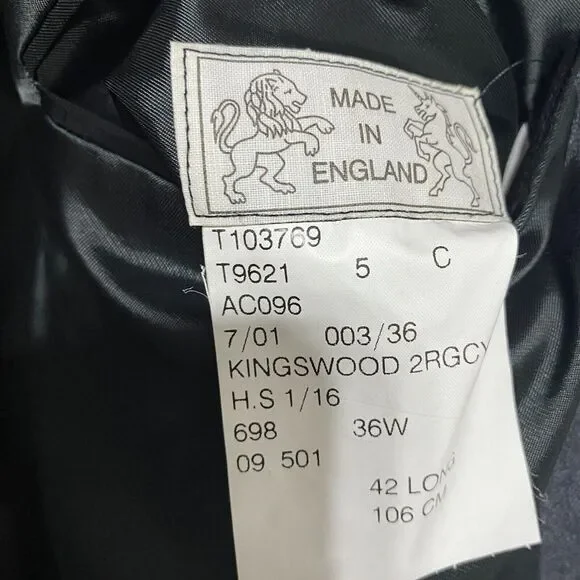 MADE
IN
ENGLAND
T103769
T9621 5 C
AC096
7/01 003/36
KINGSWOOD 2RGCY
H.S 1/16
698 36W
09 501
42 LONG
106 CM